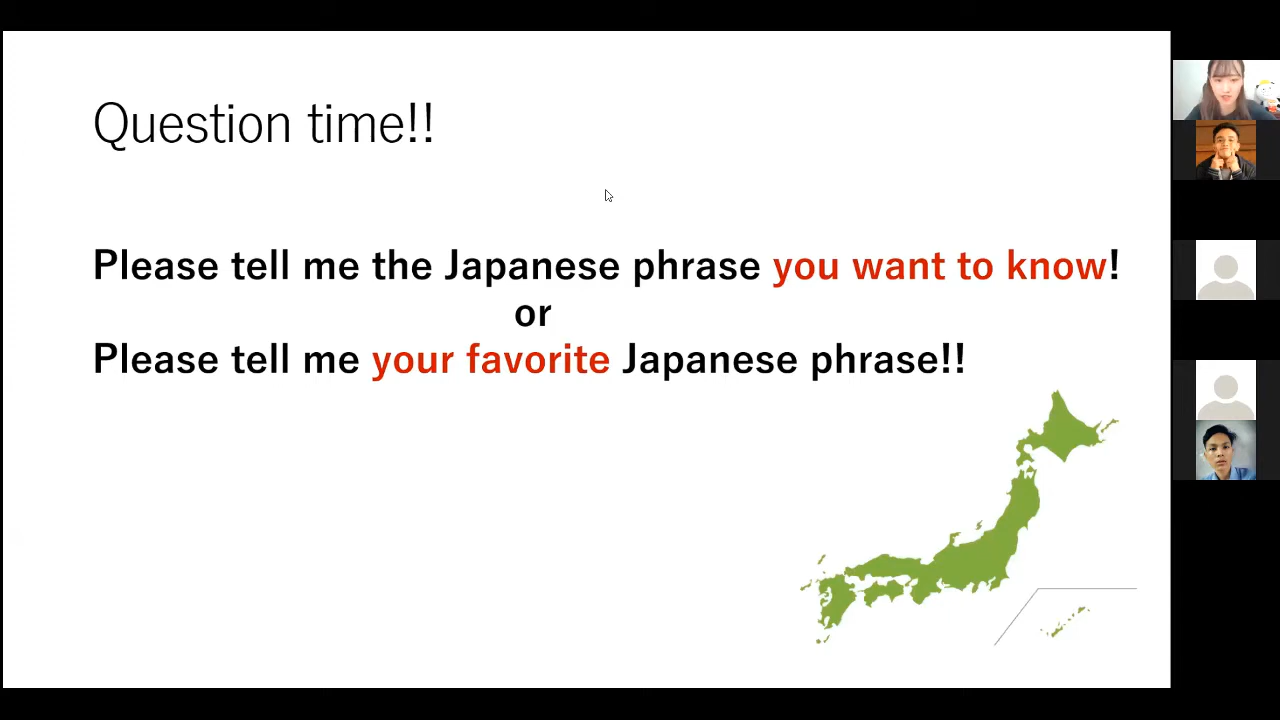 Question time!!
Please tell me the Japanese phrase you want to know!
or
Please tell me your favorite Japanese phrase!!